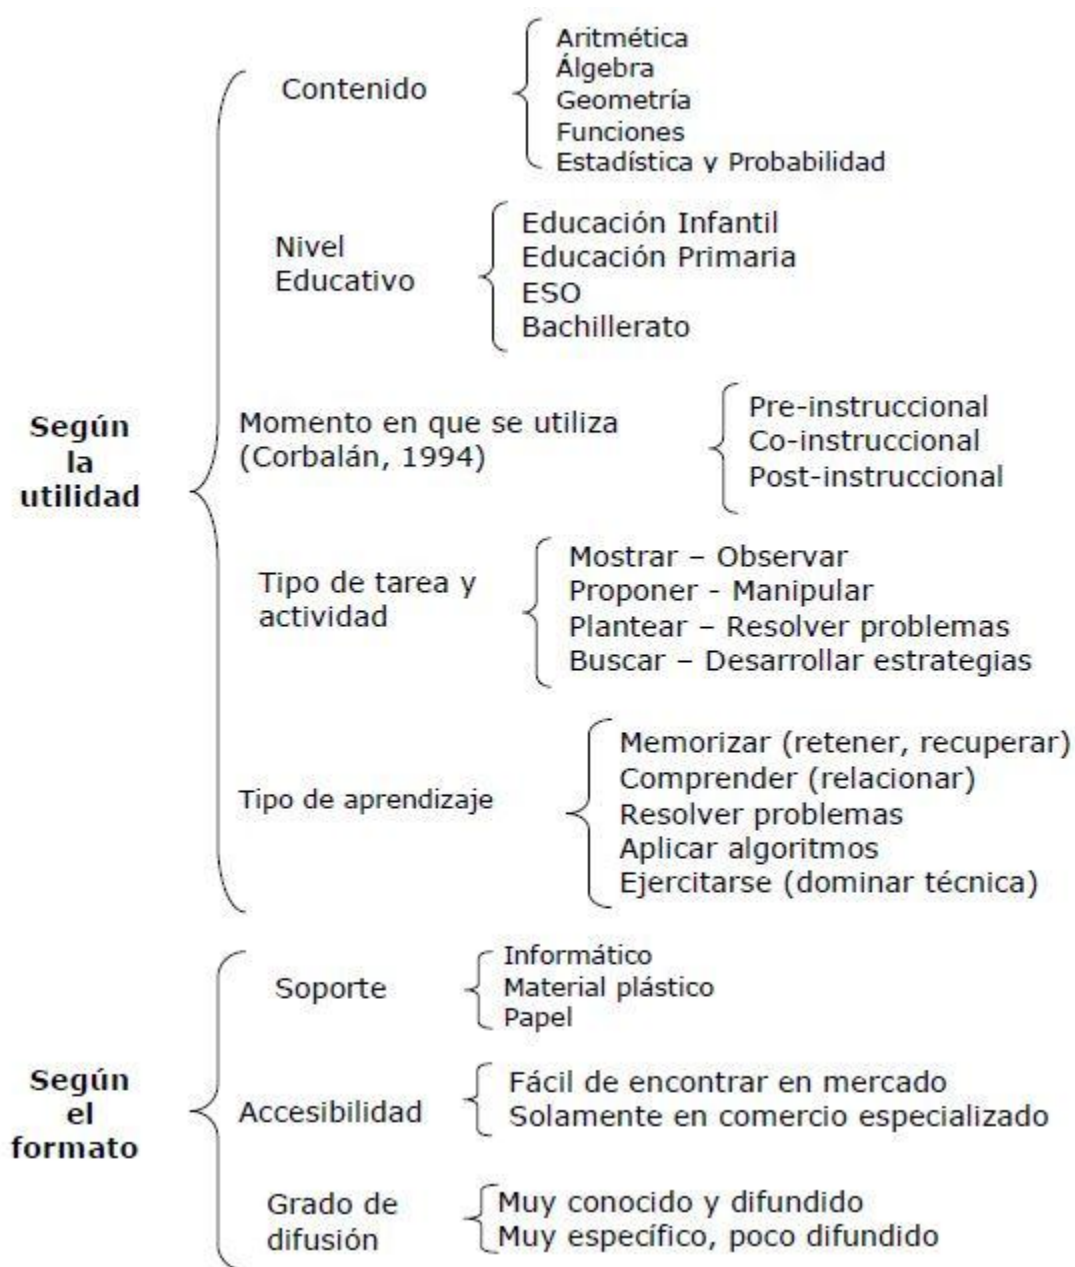 Según
la
utilidad
Contenido
Aritmética
Álgebra
Geometría
Funciones
Estadística y Probabilidad
Nivel
Educativo
Educación Infantil
Educación Primaria
ESO
Bachillerato
Momento en que se utiliza
(Corbalán, 1994)
Pre-instruccional
Co-instruccional
Post-instruccional
Tipo de tarea y
actividad
Mostrar – Observar
Proponer - Manipular
Plantear – Resolver problemas
Buscar – Desarrollar estrategias
Tipo de aprendizaje
Memorizar (retener, recuperar)
Comprender (relacionar)
Resolver problemas
Aplicar algoritmos
Ejercitarse (dominar técnica)
Según
el
formato
Soporte
Informático
Material plástico
Papel
Accesibilidad
Fácil de encontrar en mercado
Solamente en comercio especializado
Grado de
difusión
Muy conocido y difundido
Muy específico, poco difundido